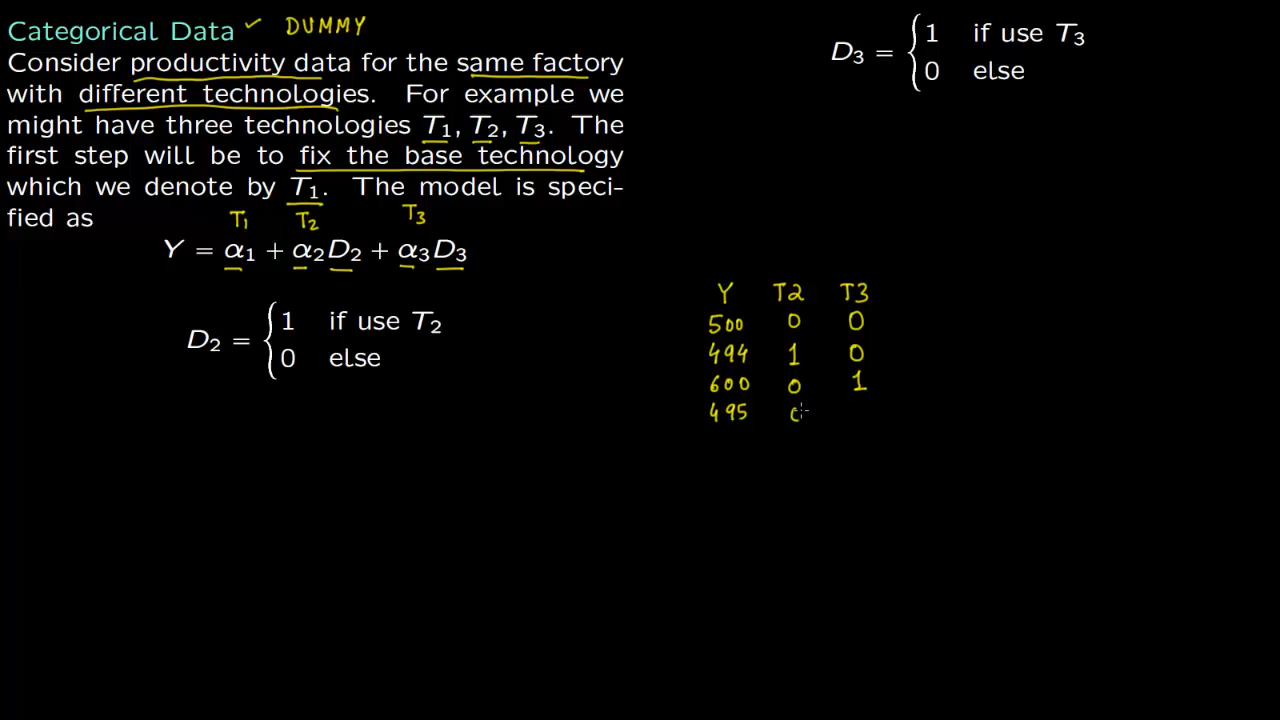 Categorical Data ✓ DUMMY
Consider productivity data for the same factory
with different technologies. For example we
might have three technologies T₁, T₂, T₃. The
first step will be to fix the base technology
which we denote by T₁. The model is speci-
fied as
T₁ T₂ T₃
Y = α₁ + α₂D₂ + α₃D₃
D₂ = { 1 if use T₂
0 else
D₃ = { 1 if use T₃
0 else
Y T2 T3
500 0 0
494 1 0
600 0 1
495